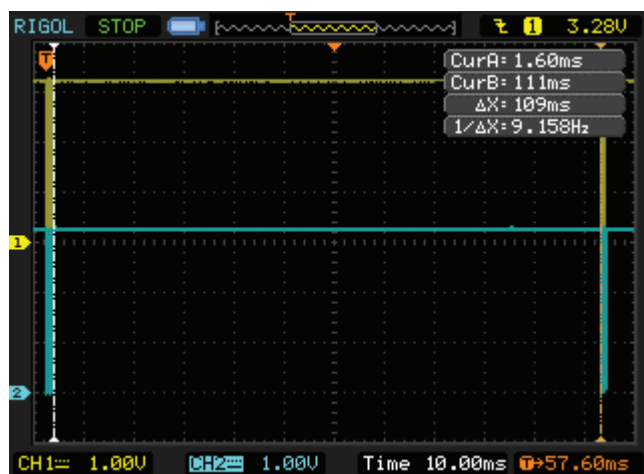 RIGOL STOP T 1 3.28V
T
CurA: 1.60ms
CurB: 111ms
ΔX: 109ms
1/ΔX: 9.158Hz
1
2
CH1 1.00V CH2 1.00V Time 10.00ms T→57.60ms